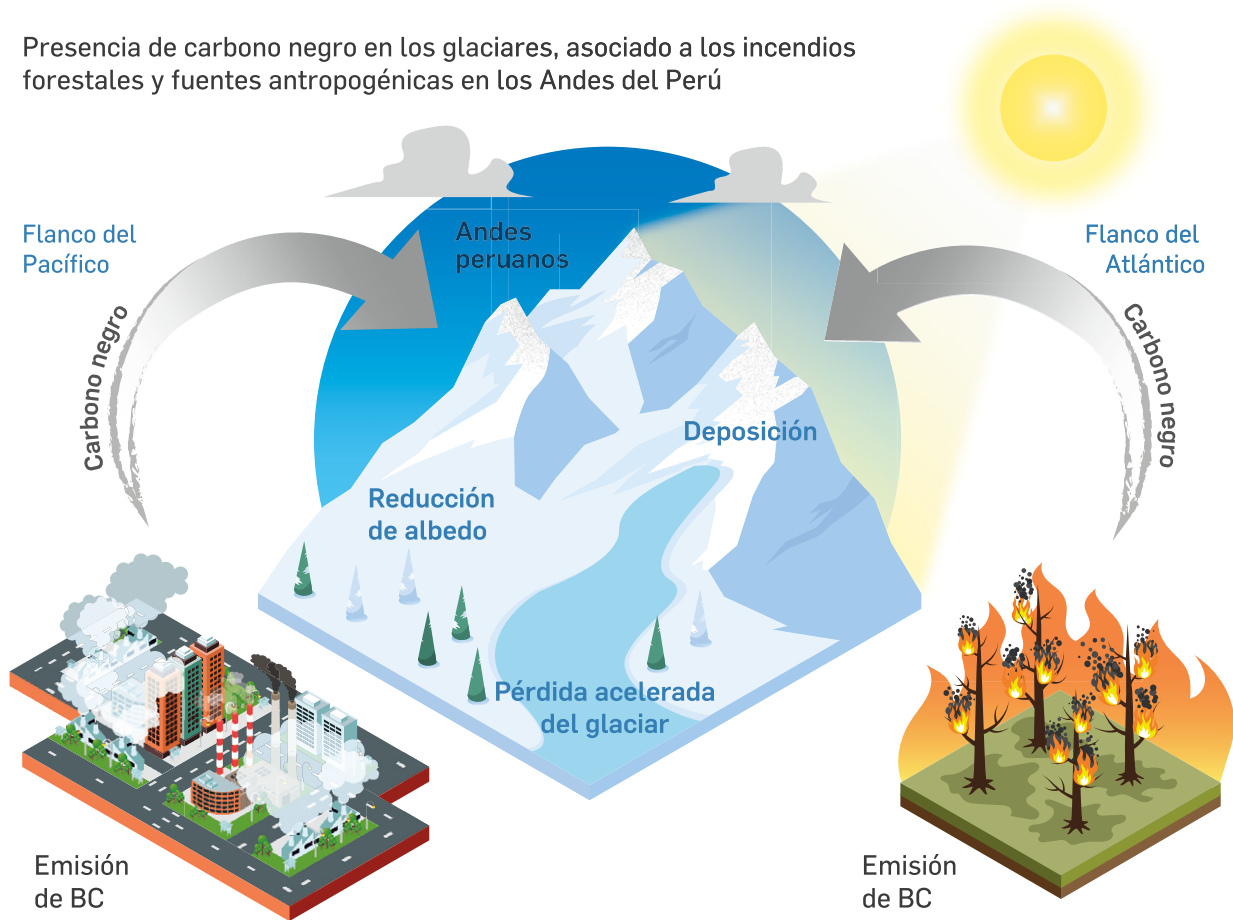 Presencia de carbono negro en los glaciares, asociado a los incendios
forestales y fuentes antropogénicas en los Andes del Perú
Flanco del
Pacífico
Andes
peruanos
Flanco del
Atlántico
Carbono negro
Carbono negro
Deposición
Reducción
de albedo
Pérdida acelerada
del glaciar
Emisión
de BC
Emisión
de BC